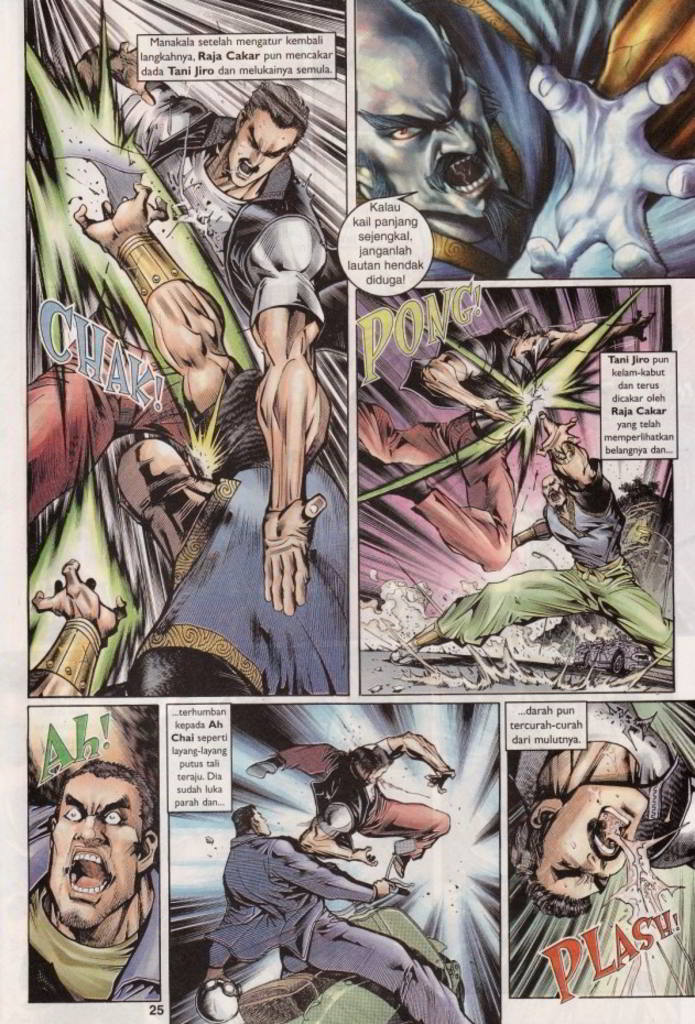 Manakala setelah mengatur kembali
langkahnya, Raja Cakar pun mencakar
dada Tani Jiro dan melukainya semula.
CHAK!
Kalau
kail panjang
sejengkal,
janganlah
lautan hendak
diduga!
PONG!
Tani Jiro pun
kelam-kabut
dan terus
dicakar oleh
Raja Cakar
yang telah
memperlihatkan
belangnya dan...
Ah!
...terhumban
kepada Ah
Chai seperti
layang-layang
putus tali
teraju. Dia
sudah luka
parah dan...
...darah pun
tercurah-curah
dari mulutnya.
PLASH!
25